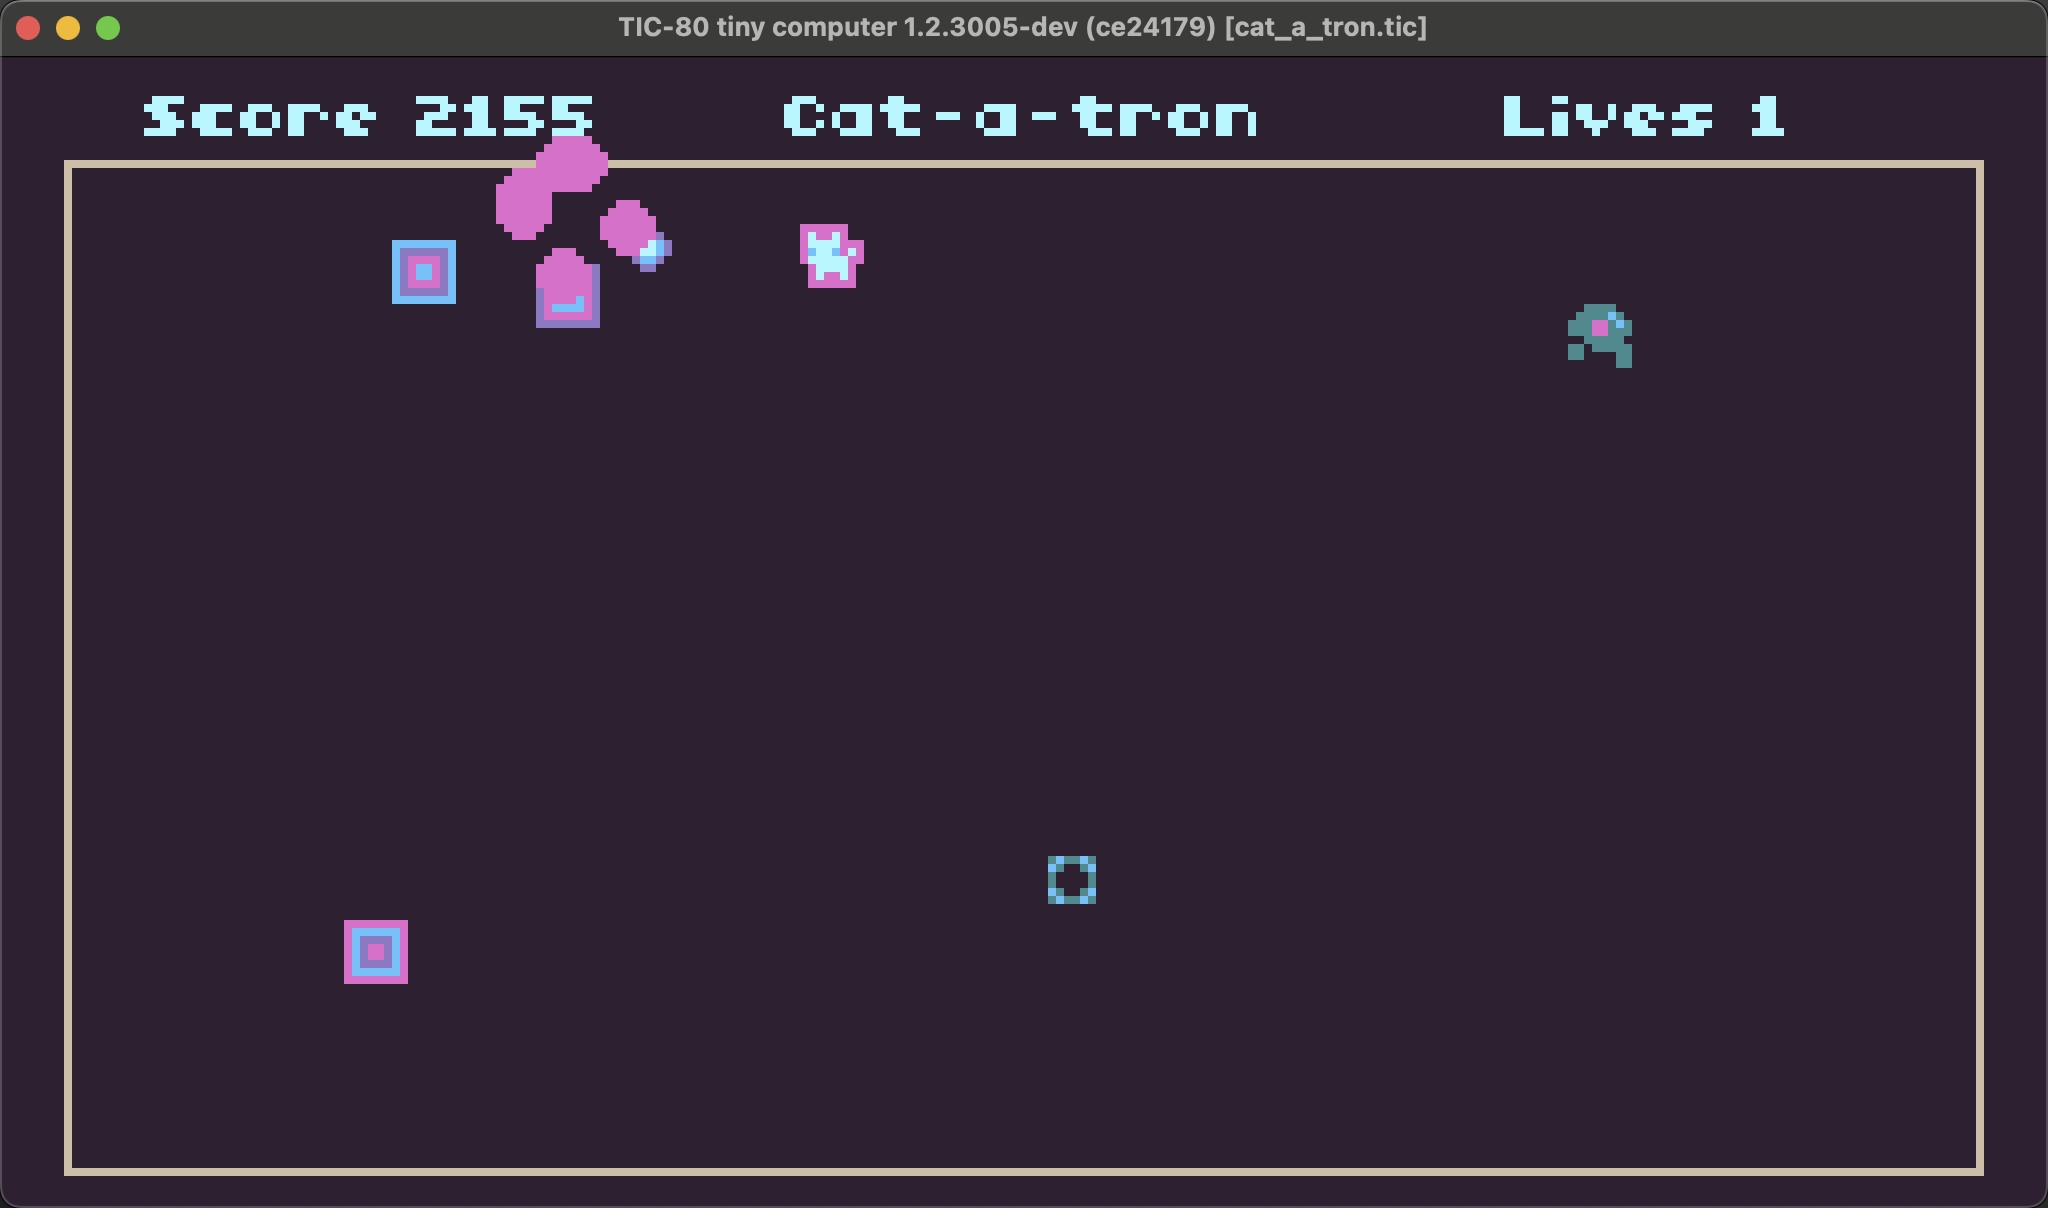 TIC-80 tiny computer 1.2.3005-dev (ce24179) [cat_a_tron.tic]
Score 2155 Cat-a-tron Lives 1